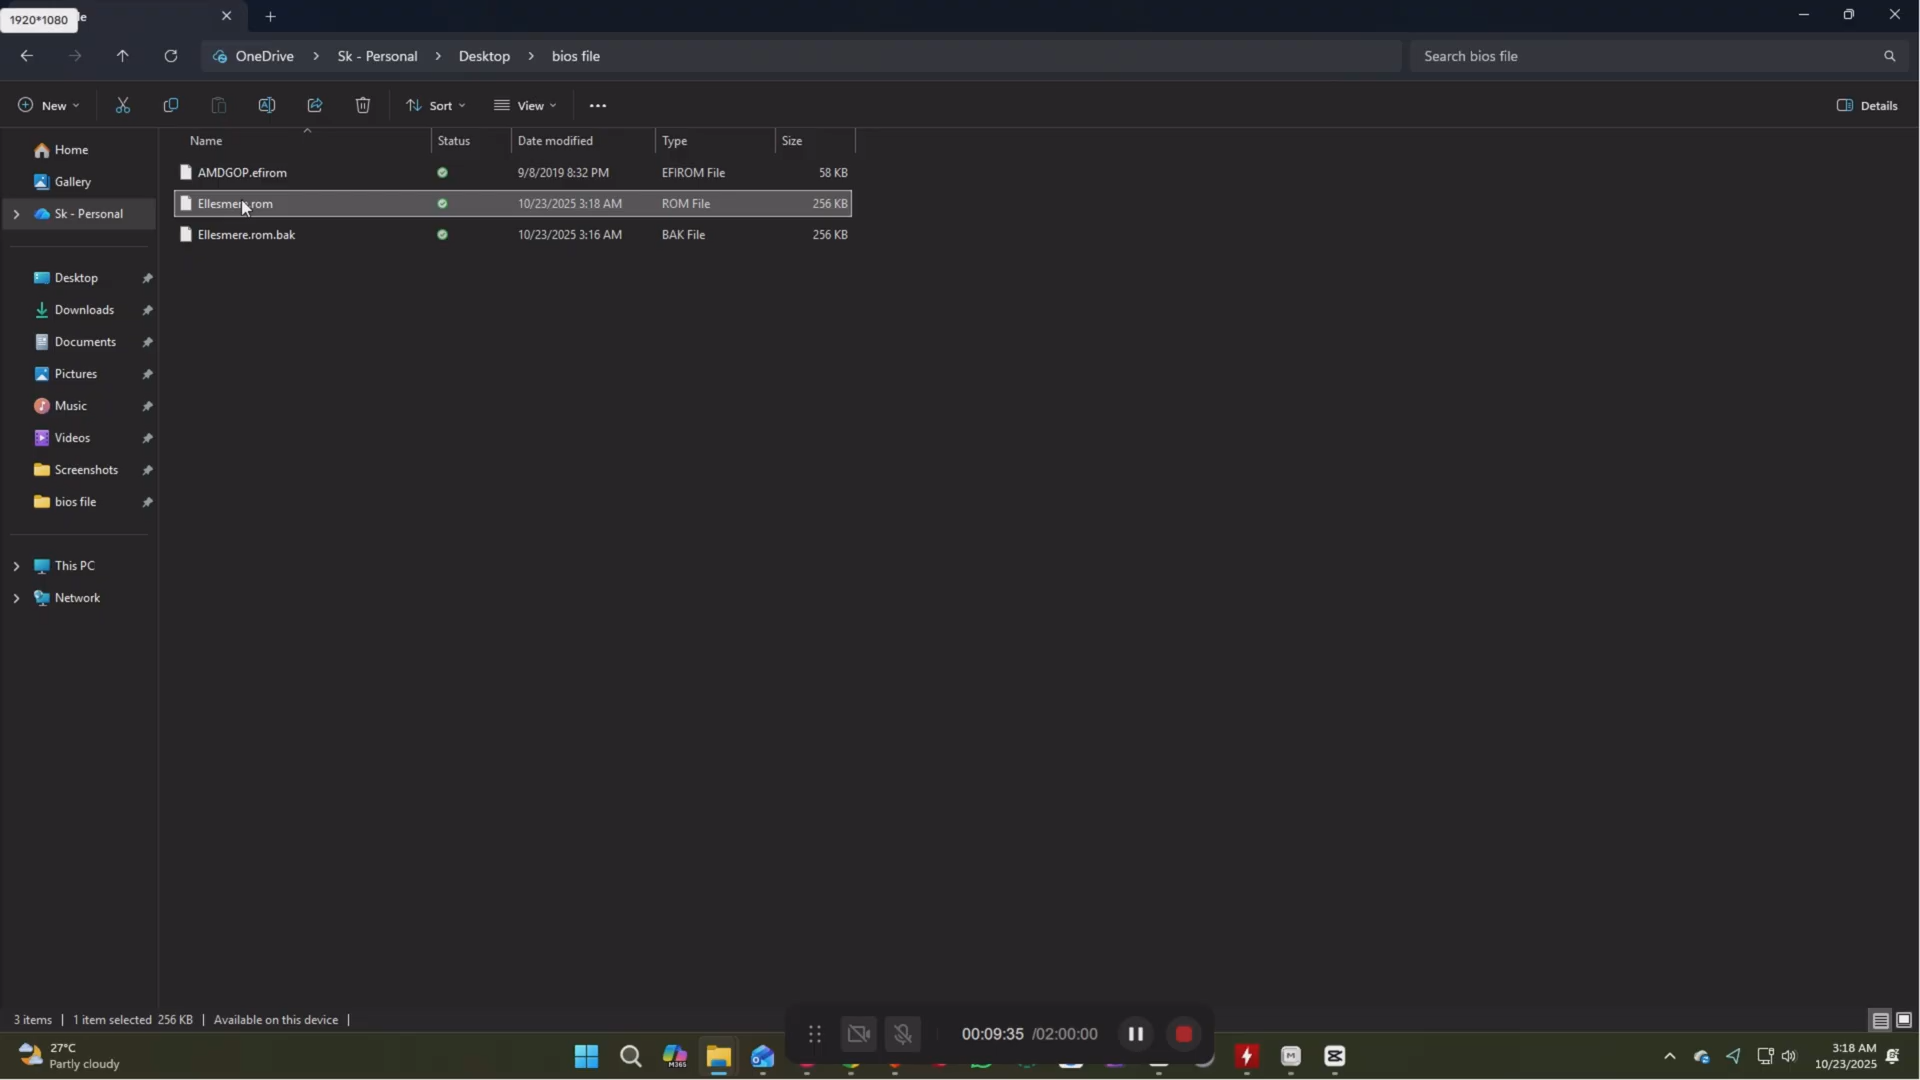 1920*1080
le
OneDrive > Sk - Personal > Desktop > bios file
Search bios file
New
Sort
View
Details
Name Status Date modified Type Size
AMDGOP.efirom 9/8/2019 8:32 PM EFIROM File 58 KB
Ellesmere.rom 10/23/2025 3:18 AM ROM File 256 KB
Ellesmere.rom.bak 10/23/2025 3:16 AM BAK File 256 KB
Home
Gallery
Sk - Personal
Desktop
Downloads
Documents
Pictures
Music
Videos
Screenshots
bios file
This PC
Network
3 items | 1 item selected 256 KB | Available on this device |
00:09:35 /02:00:00
27°C
Partly cloudy
M365
M
3:18 AM
10/23/2025